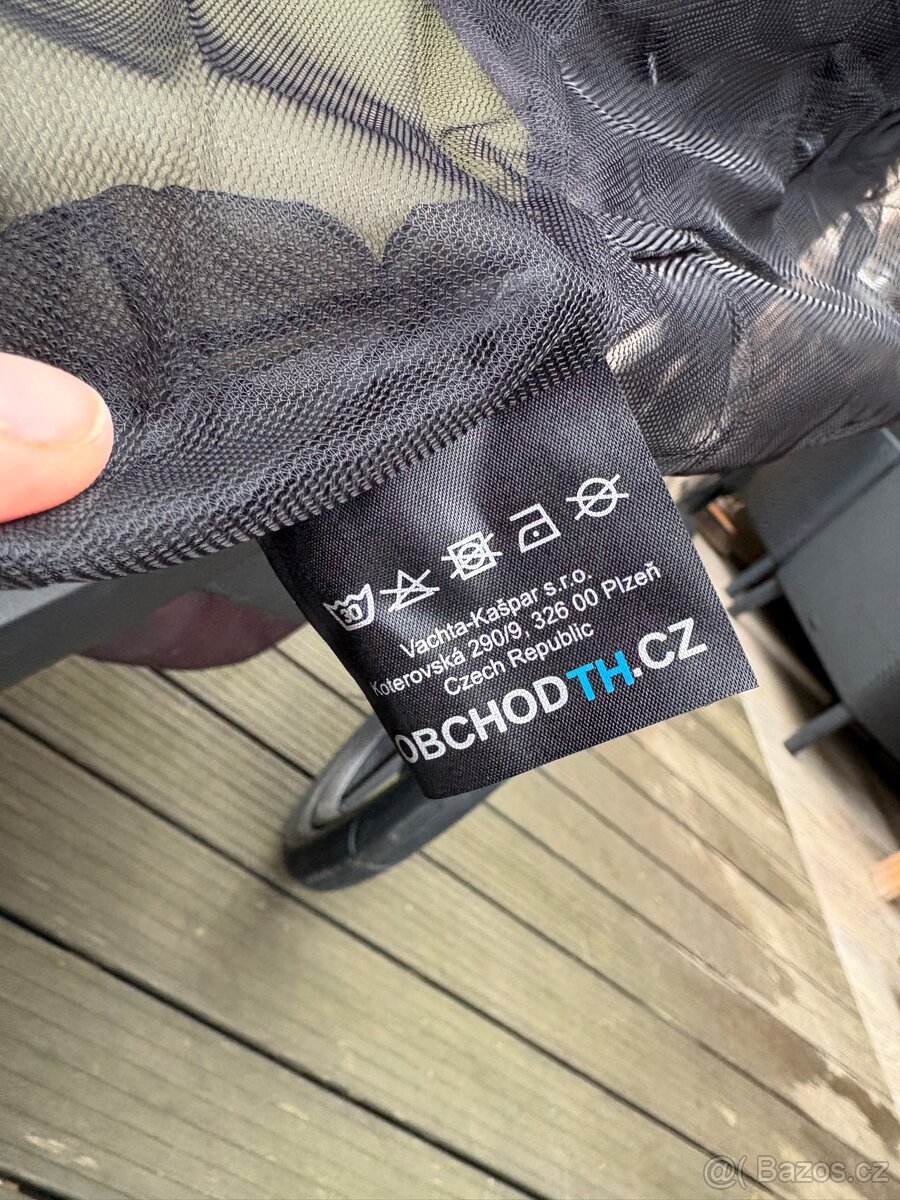 30
Vachta-Kašpar s.r.o.
Koterovská 290/9, 326 00 Plzeň
Czech Republic
OBCHODTH.CZ
@( Bazos.cz